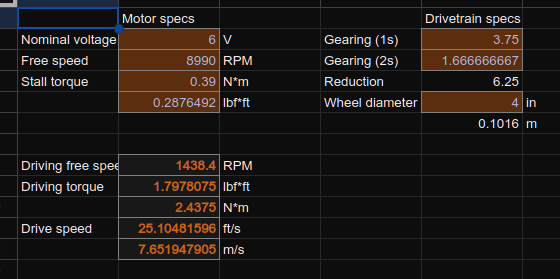 Motor specs Drivetrain specs
Nominal voltage 6 V Gearing (1s) 3.75
Free speed 8990 RPM Gearing (2s) 1.666666667
Stall torque 0.39 N*m Reduction 6.25
0.2876492 lbf*ft Wheel diameter 4 in
0.1016 m
Driving free spee 1438.4 RPM
Driving torque 1.7978075 lbf*ft
2.4375 N*m
Drive speed 25.10481596 ft/s
7.651947905 m/s